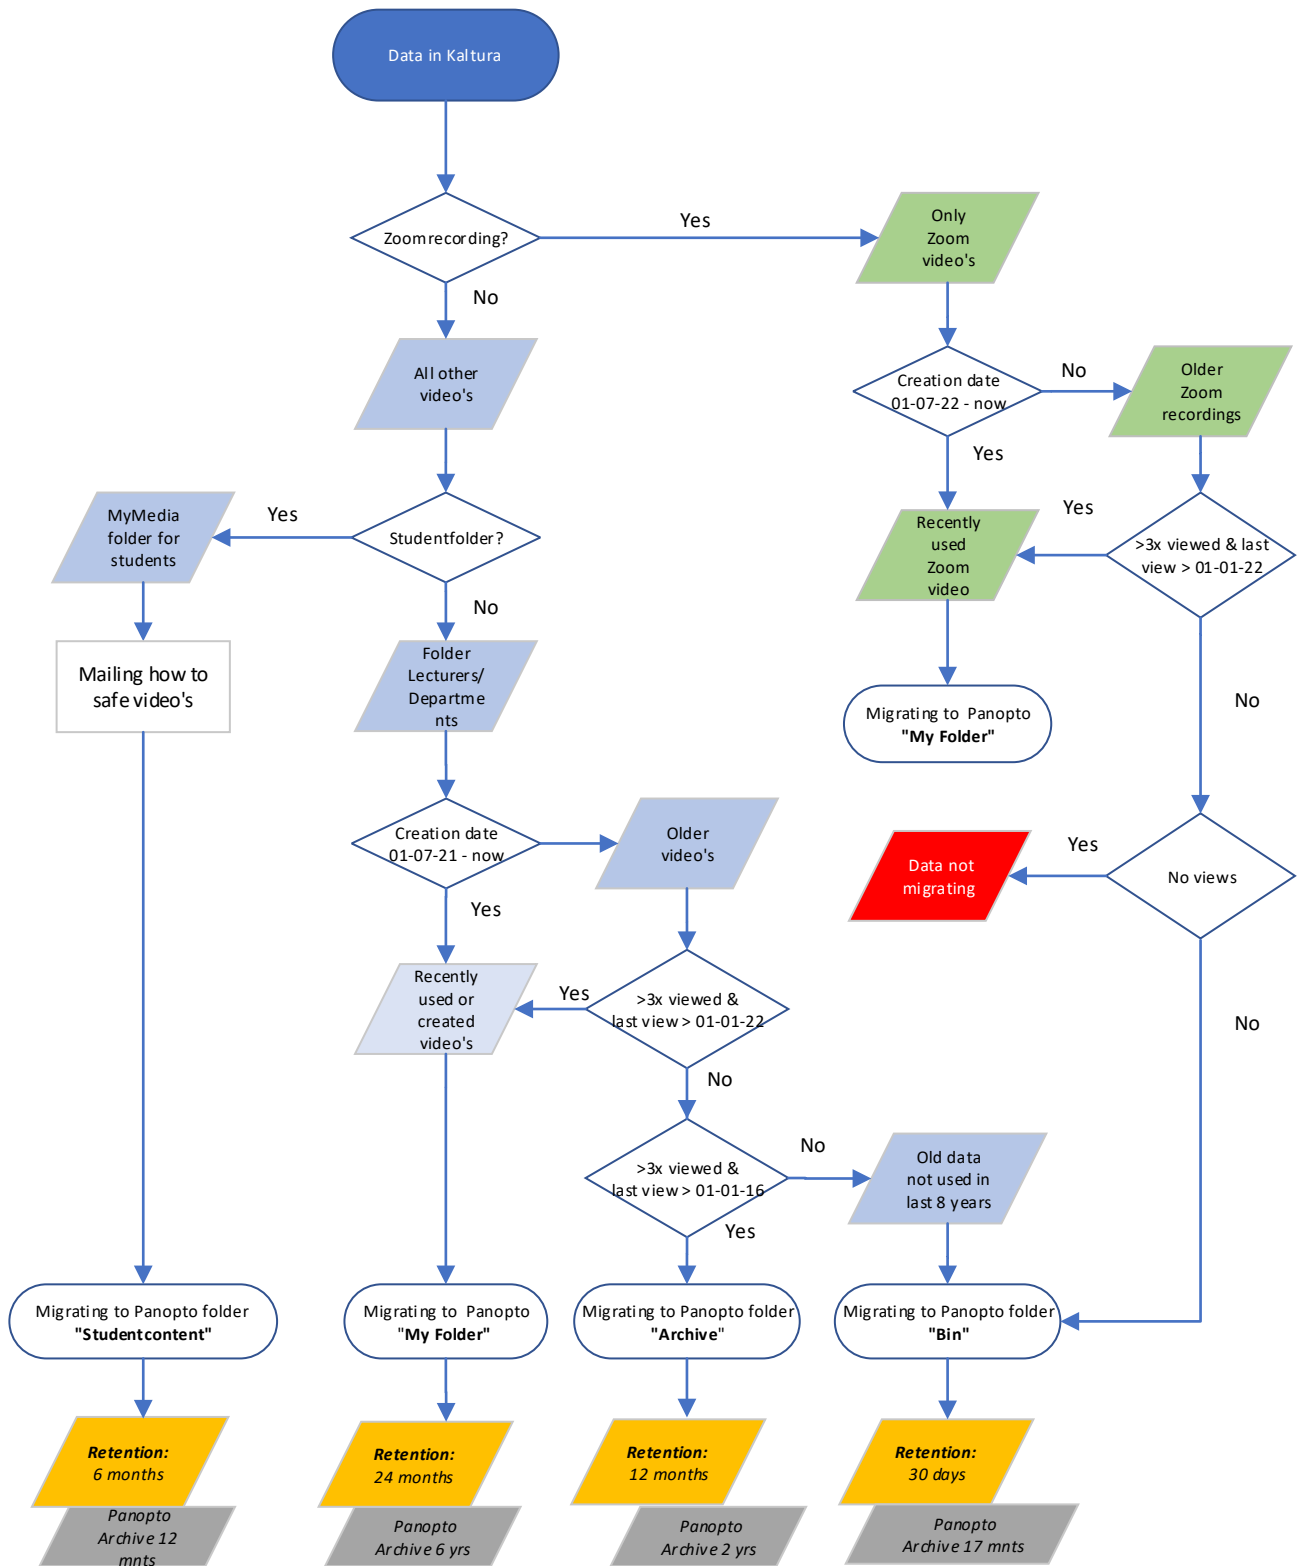 Data in Kaltura
Zoom recording?
Yes
Only
Zoom
video's
No
All other
video's
Creation date
01-07-22 - now
No
Older
Zoom
recordings
Yes
MyMedia
folder for
students
Yes
Studentfolder?
Recently
used
Zoom
video
Yes
>3x viewed & last
view > 01-01-22
No
Mailing how to
safe video's
Folder
Lecturers/
Departme
nts
Migrating to Panopto
"My Folder"
No
Creation date
01-07-21 - now
Older
video's
Data not
migrating
Yes
No views
Yes
Recently
used or
created
video's
Yes
>3x viewed &
last view > 01-01-22
No
No
>3x viewed &
last view > 01-01-16
No
Old data
not used in
last 8 years
Yes
Migrating to Panopto folder
"Studentcontent"
Migrating to Panopto
"My Folder"
Migrating to Panopto folder
"Archive"
Migrating to Panopto folder
"Bin"
Retention:
6 months
Retention:
24 months
Retention:
12 months
Retention:
30 days
Panopto
Archive 12
mnts
Panopto
Archive 6 yrs
Panopto
Archive 2 yrs
Panopto
Archive 17 mnts